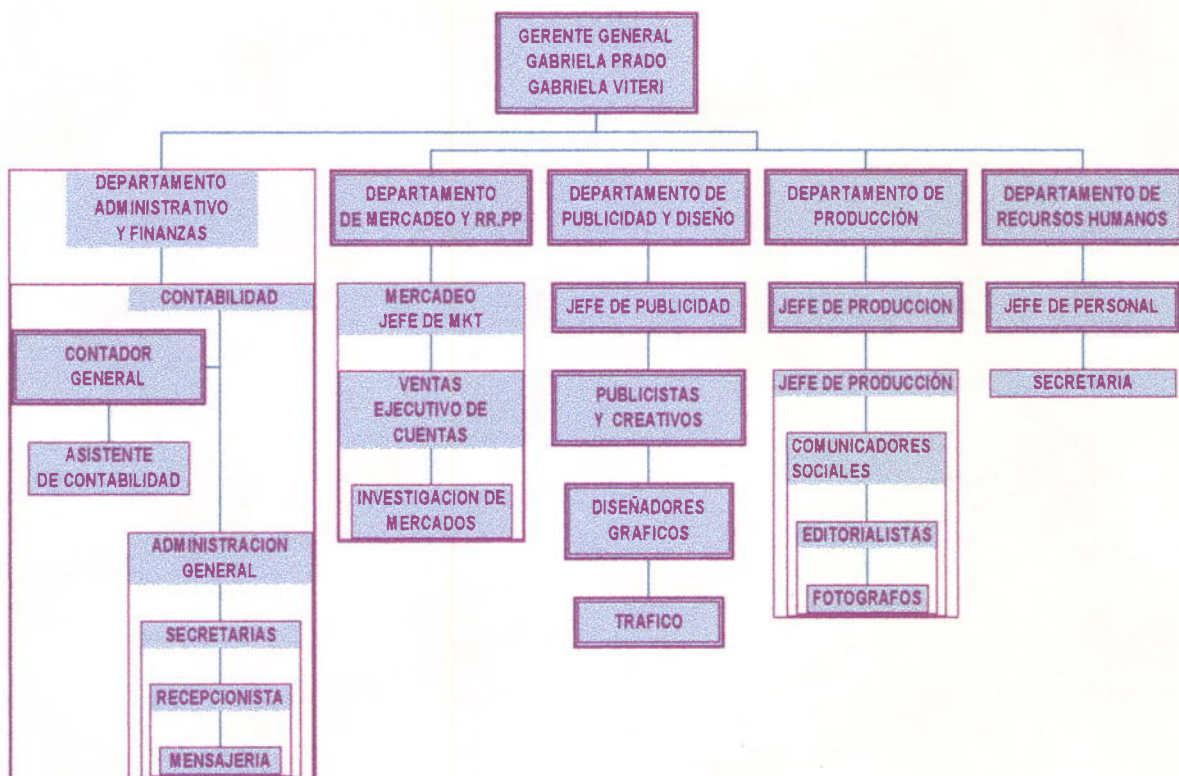 GERENTE GENERAL
GABRIELA PRADO
GABRIELA VITERI
DEPARTAMENTO
ADMINISTRATIVO
Y FINANZAS
CONTABILIDAD
CONTADOR
GENERAL
ASISTENTE
DE CONTABILIDAD
ADMINISTRACION
GENERAL
SECRETARIAS
RECEPCIONISTA
MENSAJERIA
DEPARTAMENTO
DE MERCADEO Y RR.PP
MERCADEO
JEFE DE MKT
VENTAS
EJECUTIVO DE
CUENTAS
INVESTIGACION DE
MERCADOS
DEPARTAMENTO DE
PUBLICIDAD Y DISEÑO
JEFE DE PUBLICIDAD
PUBLICISTAS
Y CREATIVOS
DISEÑADORES
GRAFICOS
TRAFICO
DEPARTAMENTO DE
PRODUCCIÓN
JEFE DE PRODUCCION
JEFE DE PRODUCCIÓN
COMUNICADORES
SOCIALES
EDITORIALISTAS
FOTOGRAFOS
DEPARTAMENTO DE
RECURSOS HUMANOS
JEFE DE PERSONAL
SECRETARIA